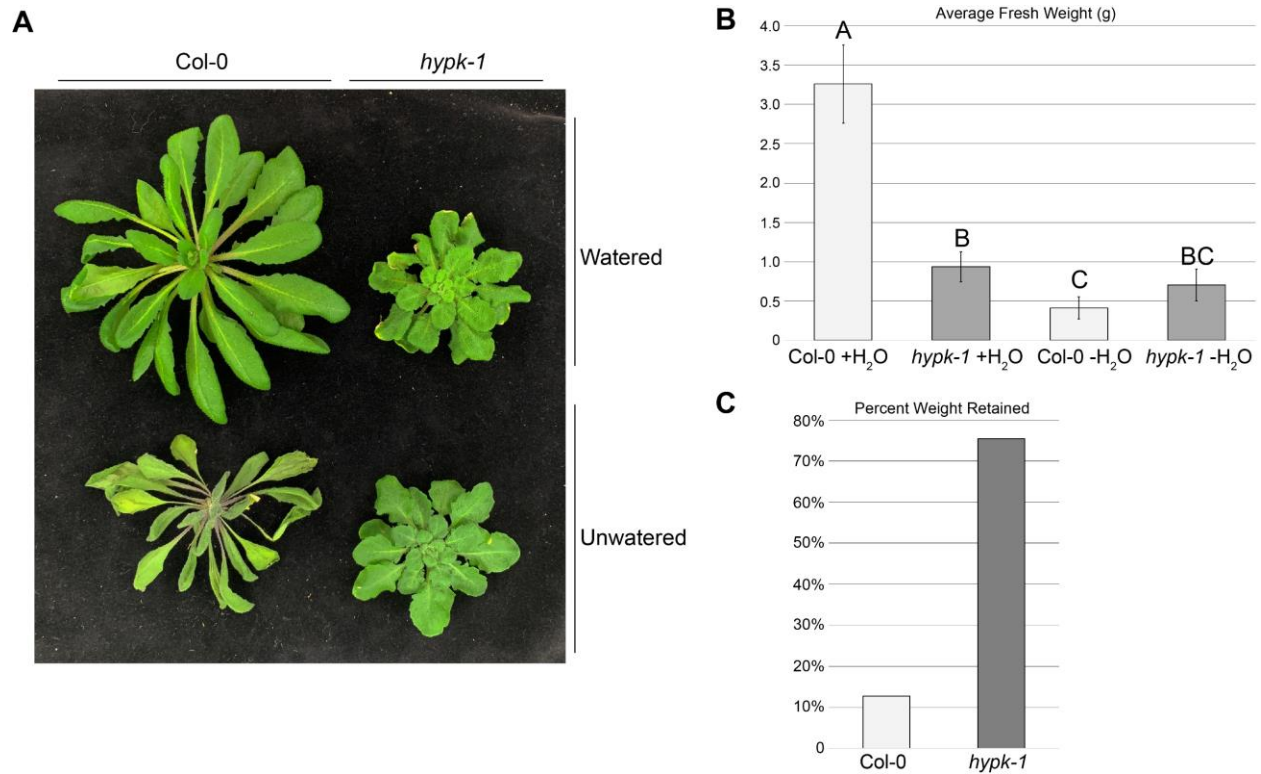 A
Col-0 hypk-1
Watered
Unwatered
B
Average Fresh Weight (g)
4.0
3.5
3.0
2.5
2.0
1.5
1.0
0.5
0
A
B
C
BC
Col-0 +H₂O hypk-1 +H₂O Col-0 -H₂O hypk-1 -H₂O
C
Percent Weight Retained
80%
70%
60%
50%
40%
30%
20%
10%
0
Col-0 hypk-1